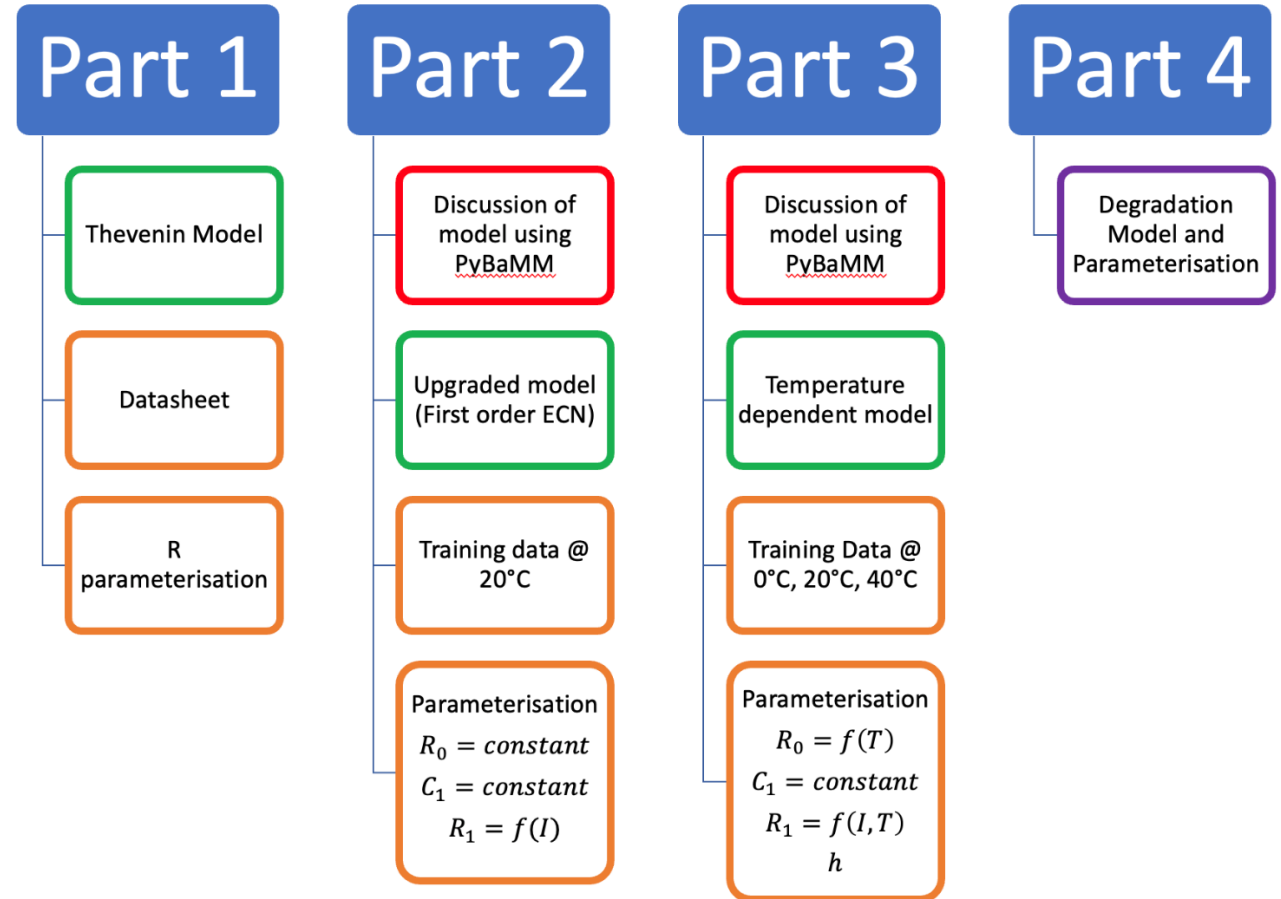 Part 1
Thevenin Model
Datasheet
R
parameterisation
Part 2
Discussion of
model using
PyBaMM
Upgraded model
(First order ECN)
Training data @
20°C
Parameterisation
R₀ = constant
C₁ = constant
R₁ = f(I)
Part 3
Discussion of
model using
PyBaMM
Temperature
dependent model
Training Data @
0°C, 20°C, 40°C
Parameterisation
R₀ = f(T)
C₁ = constant
R₁ = f(I, T)
h
Part 4
Degradation
Model and
Parameterisation